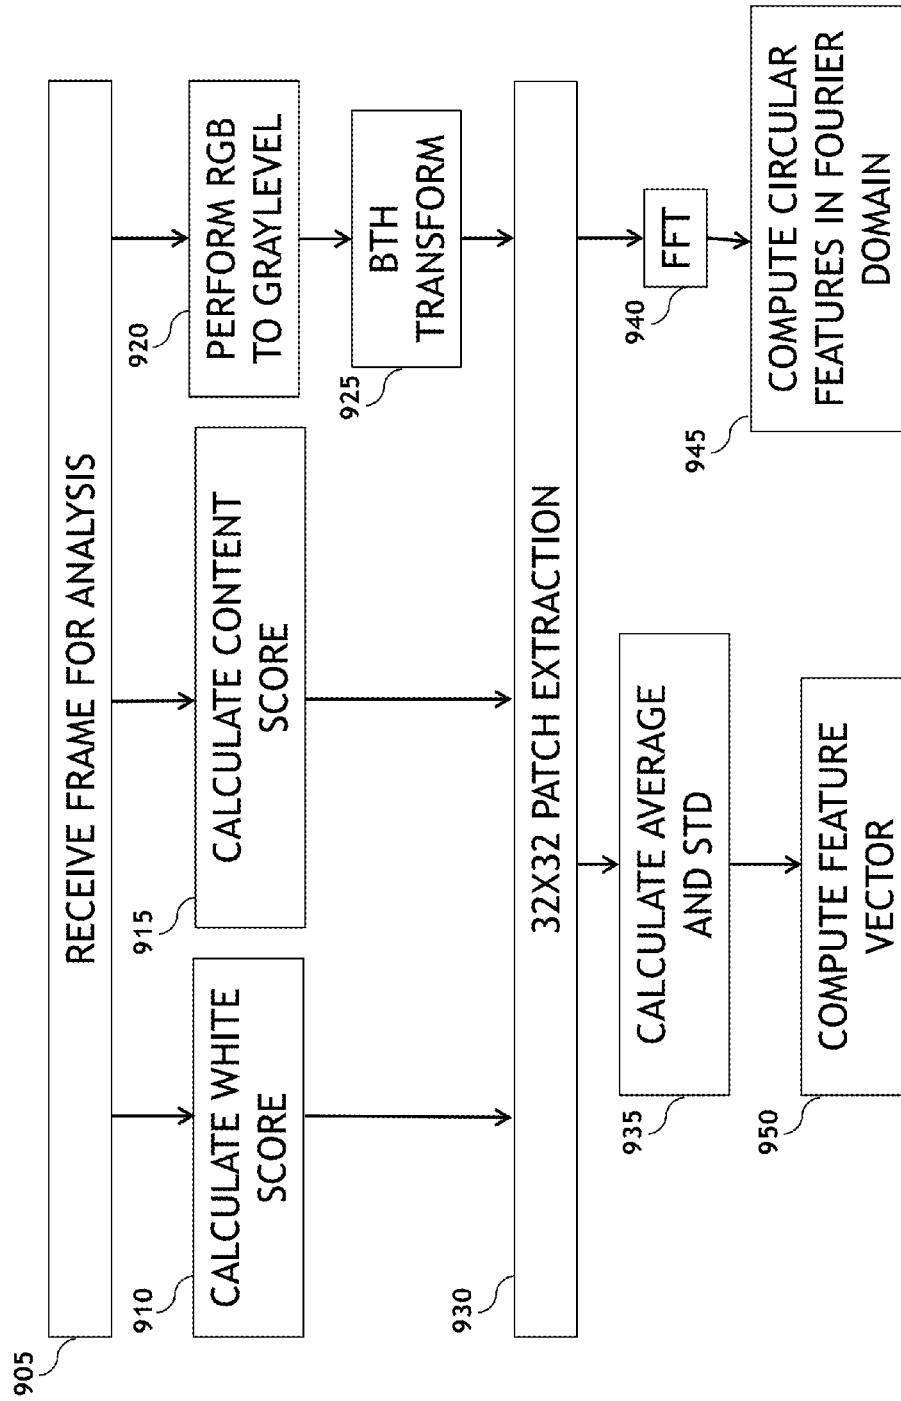 905
RECEIVE FRAME FOR ANALYSIS
910
CALCULATE WHITE
SCORE
915
CALCULATE CONTENT
SCORE
920
PERFORM RGB
TO GRAYLEVEL
925
BTH
TRANSFORM
930
32X32 PATCH EXTRACTION
935
CALCULATE AVERAGE
AND STD
940
FFT
950
COMPUTE FEATURE
VECTOR
945
COMPUTE CIRCULAR
FEATURES IN FOURIER
DOMAIN